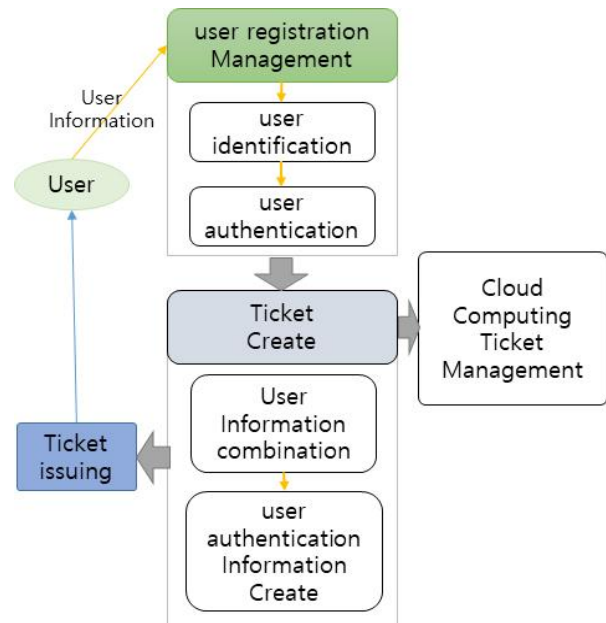 user registration
Management
User
Information
user
identification
User
user
authentication
Ticket
Create
Cloud
Computing
Ticket
Management
User
Information
combination
Ticket
issuing
user
authentication
Information
Create